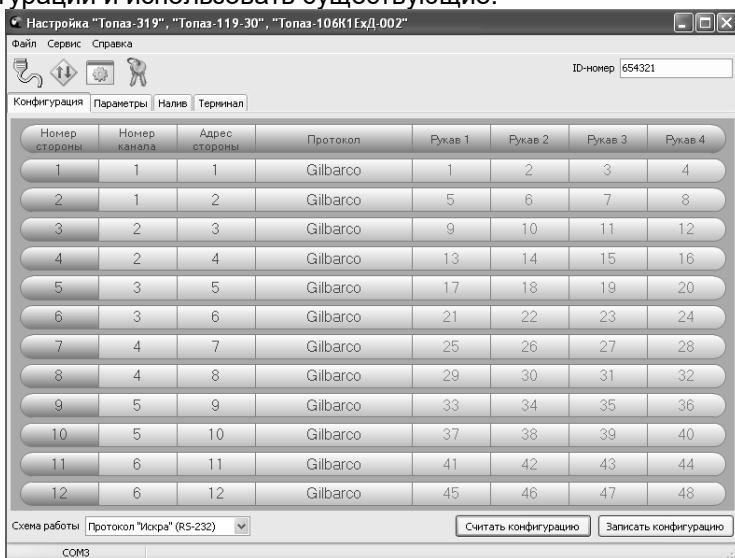 Настройка "Топаз-319", "Топаз-119-30", "Топаз-106К1ЕхД-002"
Файл Сервис Справка
ID-номер 654321
Конфигурация Параметры Налив Терминал
Номер стороны Номер канала Адрес стороны Протокол Рукав 1 Рукав 2 Рукав 3 Рукав 4
1 1 1 Gilbarco 1 2 3 4
2 1 2 Gilbarco 5 6 7 8
3 2 3 Gilbarco 9 10 11 12
4 2 4 Gilbarco 13 14 15 16
5 3 5 Gilbarco 17 18 19 20
6 3 6 Gilbarco 21 22 23 24
7 4 7 Gilbarco 25 26 27 28
8 4 8 Gilbarco 29 30 31 32
9 5 9 Gilbarco 33 34 35 36
10 5 10 Gilbarco 37 38 39 40
11 6 11 Gilbarco 41 42 43 44
12 6 12 Gilbarco 45 46 47 48
Схема работы Протокол "Искра" (RS-232) Считать конфигурацию Записать конфигурацию
COM3